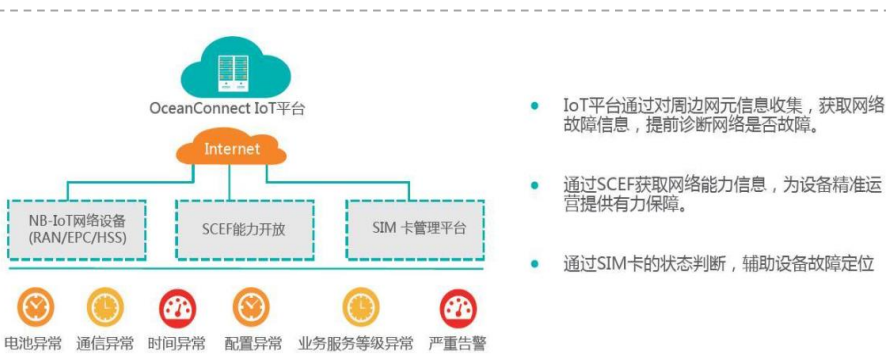 OceanConnect IoT平台
Internet
NB-IoT网络设备
(RAN/EPC/HSS)
SCEF能力开放
SIM 卡管理平台
电池异常
通信异常
时间异常
配置异常
业务服务等级异常
严重告警
IoT平台通过对周边网元信息收集，获取网络
故障信息，提前诊断网络是否故障。
通过SCEF获取网络能力信息，为设备精准运
营提供有力保障。
通过SIM卡的状态判断，辅助设备故障定位